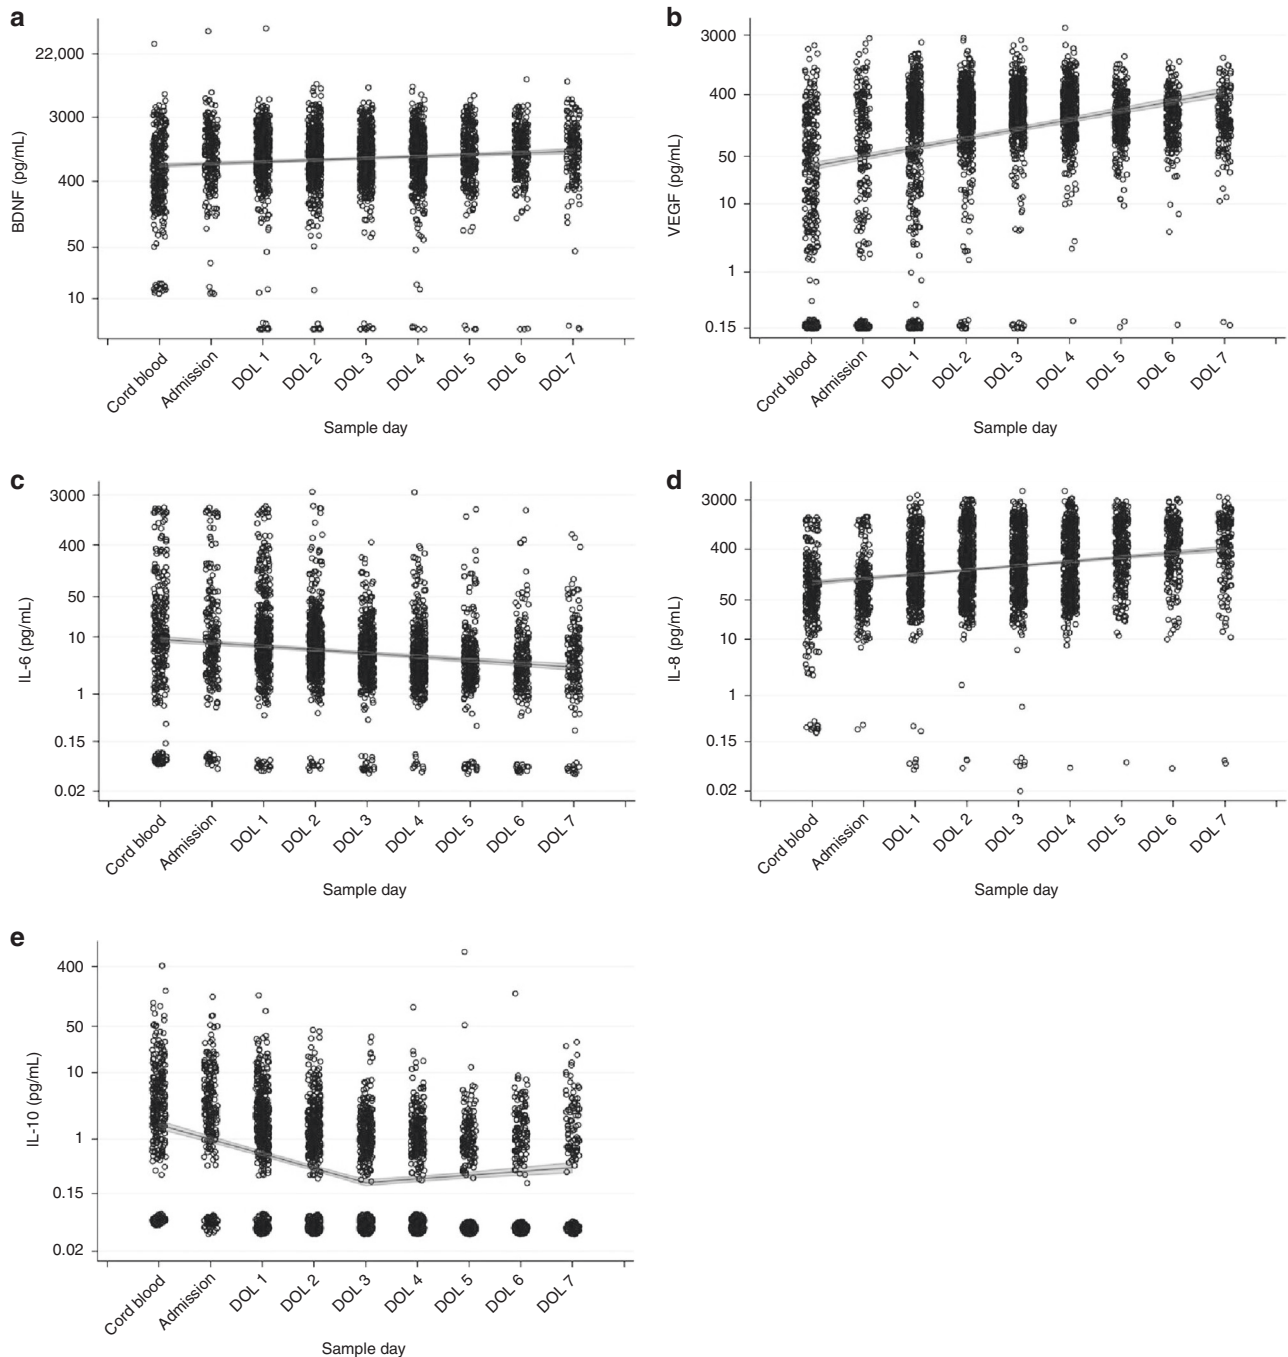 a
22,000
3000
400
50
10
BDNF (pg/mL)
Cord blood
Admission
DOL 1
DOL 2
DOL 3
DOL 4
DOL 5
DOL 6
DOL 7
Sample day
b
3000
400
50
10
1
0.15
VEGF (pg/mL)
Cord blood
Admission
DOL 1
DOL 2
DOL 3
DOL 4
DOL 5
DOL 6
DOL 7
Sample day
c
3000
400
50
10
1
0.15
0.02
IL-6 (pg/mL)
Cord blood
Admission
DOL 1
DOL 2
DOL 3
DOL 4
DOL 5
DOL 6
DOL 7
Sample day
d
3000
400
50
10
1
0.15
0.02
IL-8 (pg/mL)
Cord blood
Admission
DOL 1
DOL 2
DOL 3
DOL 4
DOL 5
DOL 6
DOL 7
Sample day
e
400
50
10
1
0.15
0.02
IL-10 (pg/mL)
Cord blood
Admission
DOL 1
DOL 2
DOL 3
DOL 4
DOL 5
DOL 6
DOL 7
Sample day